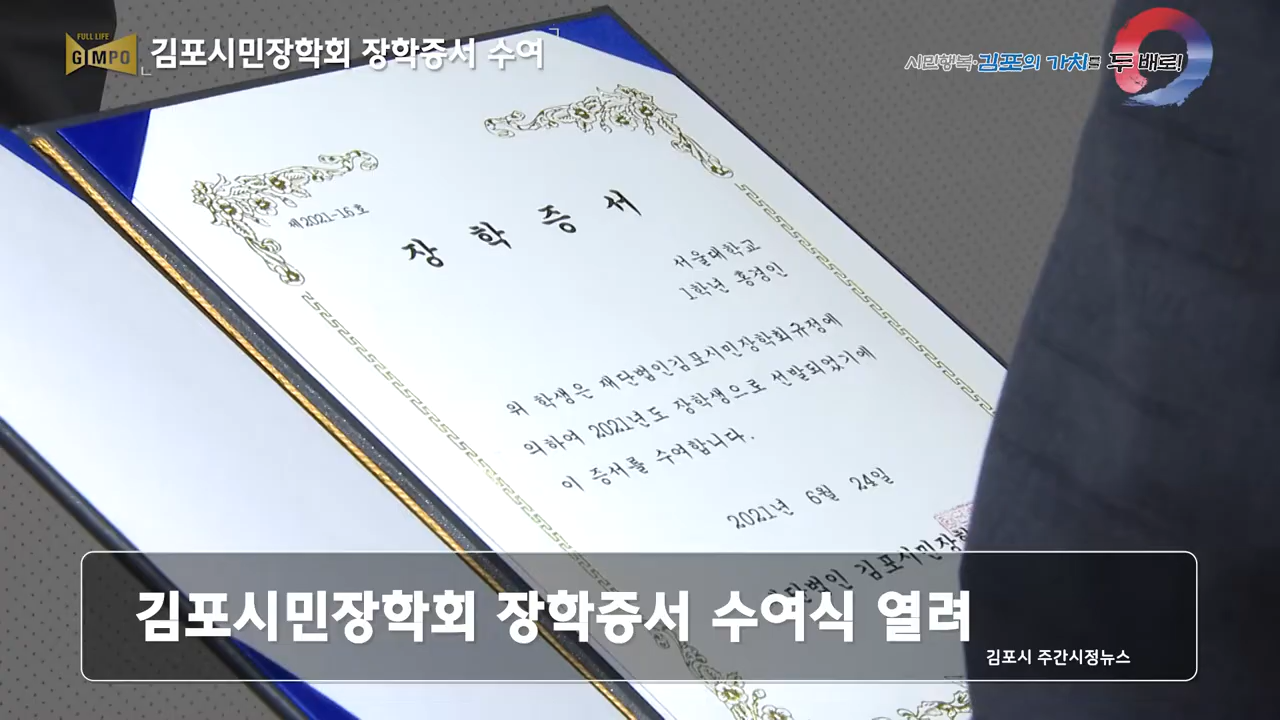 FULL LIFE
GIMPO
김포시민장학회 장학증서 수여
시민행복·김포의 가치를 두 배로!
제2021-16호
장 학 증 서
서울대학교
1학년 홍경인
위 학생은 재단법인김포시민장학회규정에
의하여 2021년도 장학생으로 선발되었기에
이 증서를 수여합니다.
2021년 6월 24일
김포시민장학
김포시민장학회 장학증서 수여식 열려
김포시 주간시정뉴스